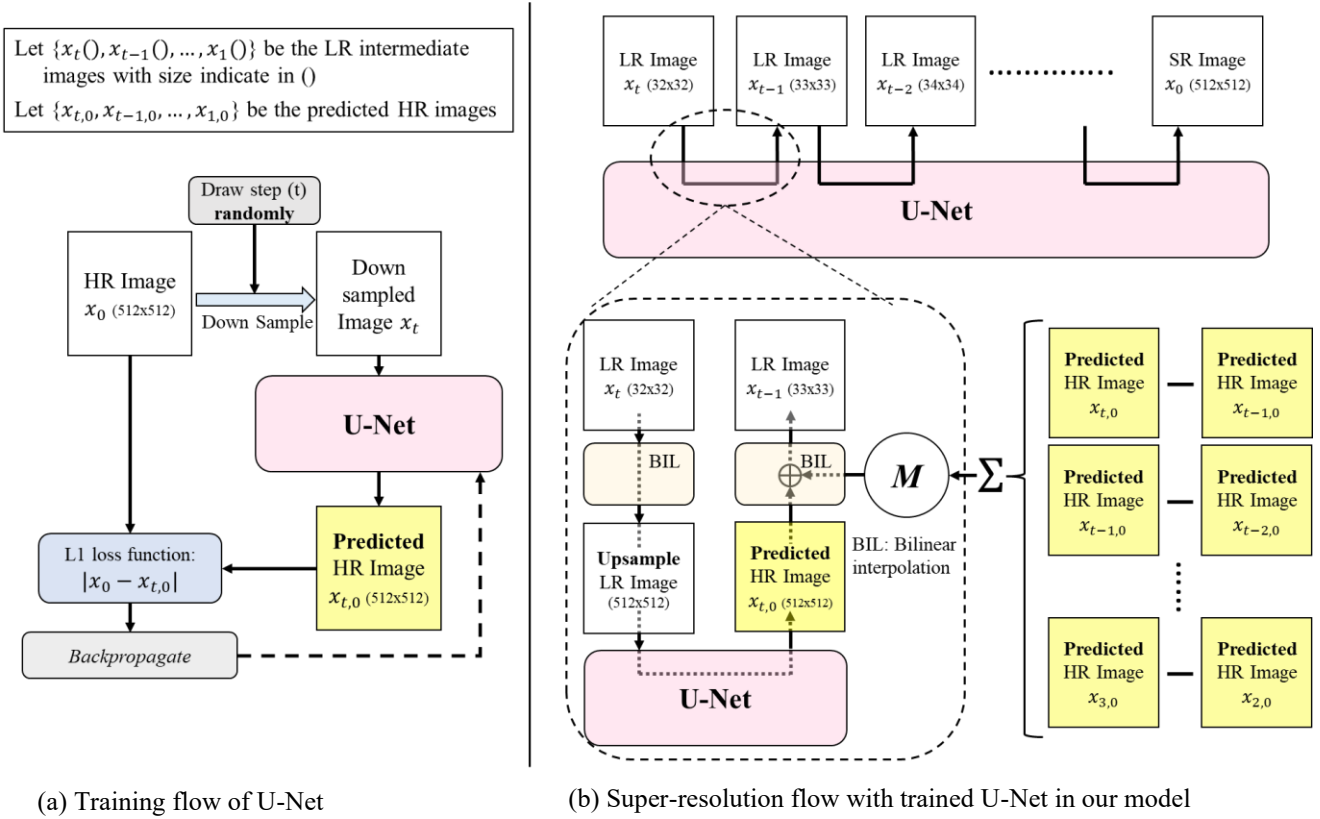 Let {x_t(), x_{t−1}(), … , x_1()} be the LR intermediate
images with size indicate in ()
Let {x_{t,0}, x_{t−1,0}, … , x_{1,0}} be the predicted HR images
Draw step (t)
randomly
HR Image
x_0 (512x512)
Down Sample
Down
sampled
Image x_t
U-Net
Predicted
HR Image
x_{t,0} (512x512)
L1 loss function:
|x_0 − x_{t,0}|
Backpropagate
(a) Training flow of U-Net
LR Image
x_t (32x32)
LR Image
x_{t−1} (33x33)
LR Image
x_{t−2} (34x34)
SR Image
x_0 (512x512)
U-Net
LR Image
x_t (32x32)
LR Image
x_{t−1} (33x33)
BIL
BIL
Upsample
LR Image
(512x512)
Predicted
HR Image
x_{t,0} (512x512)
U-Net
M
BIL: Bilinear
interpolation
Σ
Predicted
HR Image
x_{t,0}
Predicted
HR Image
x_{t−1,0}
Predicted
HR Image
x_{t−1,0}
Predicted
HR Image
x_{t−2,0}
Predicted
HR Image
x_{3,0}
Predicted
HR Image
x_{2,0}
(b) Super-resolution flow with trained U-Net in our model